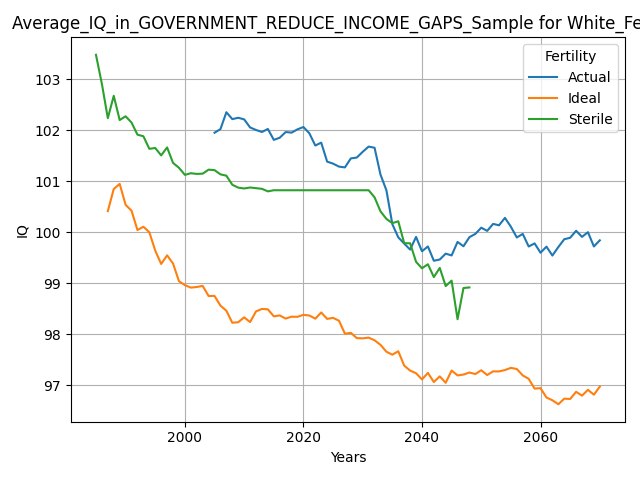 Average_IQ_in_GOVERNMENT_REDUCE_INCOME_GAPS_Sample for White_Fe
Fertility
Actual
Ideal
Sterile
103
102
101
100
99
98
97
IQ
2000
2020
2040
2060
Years